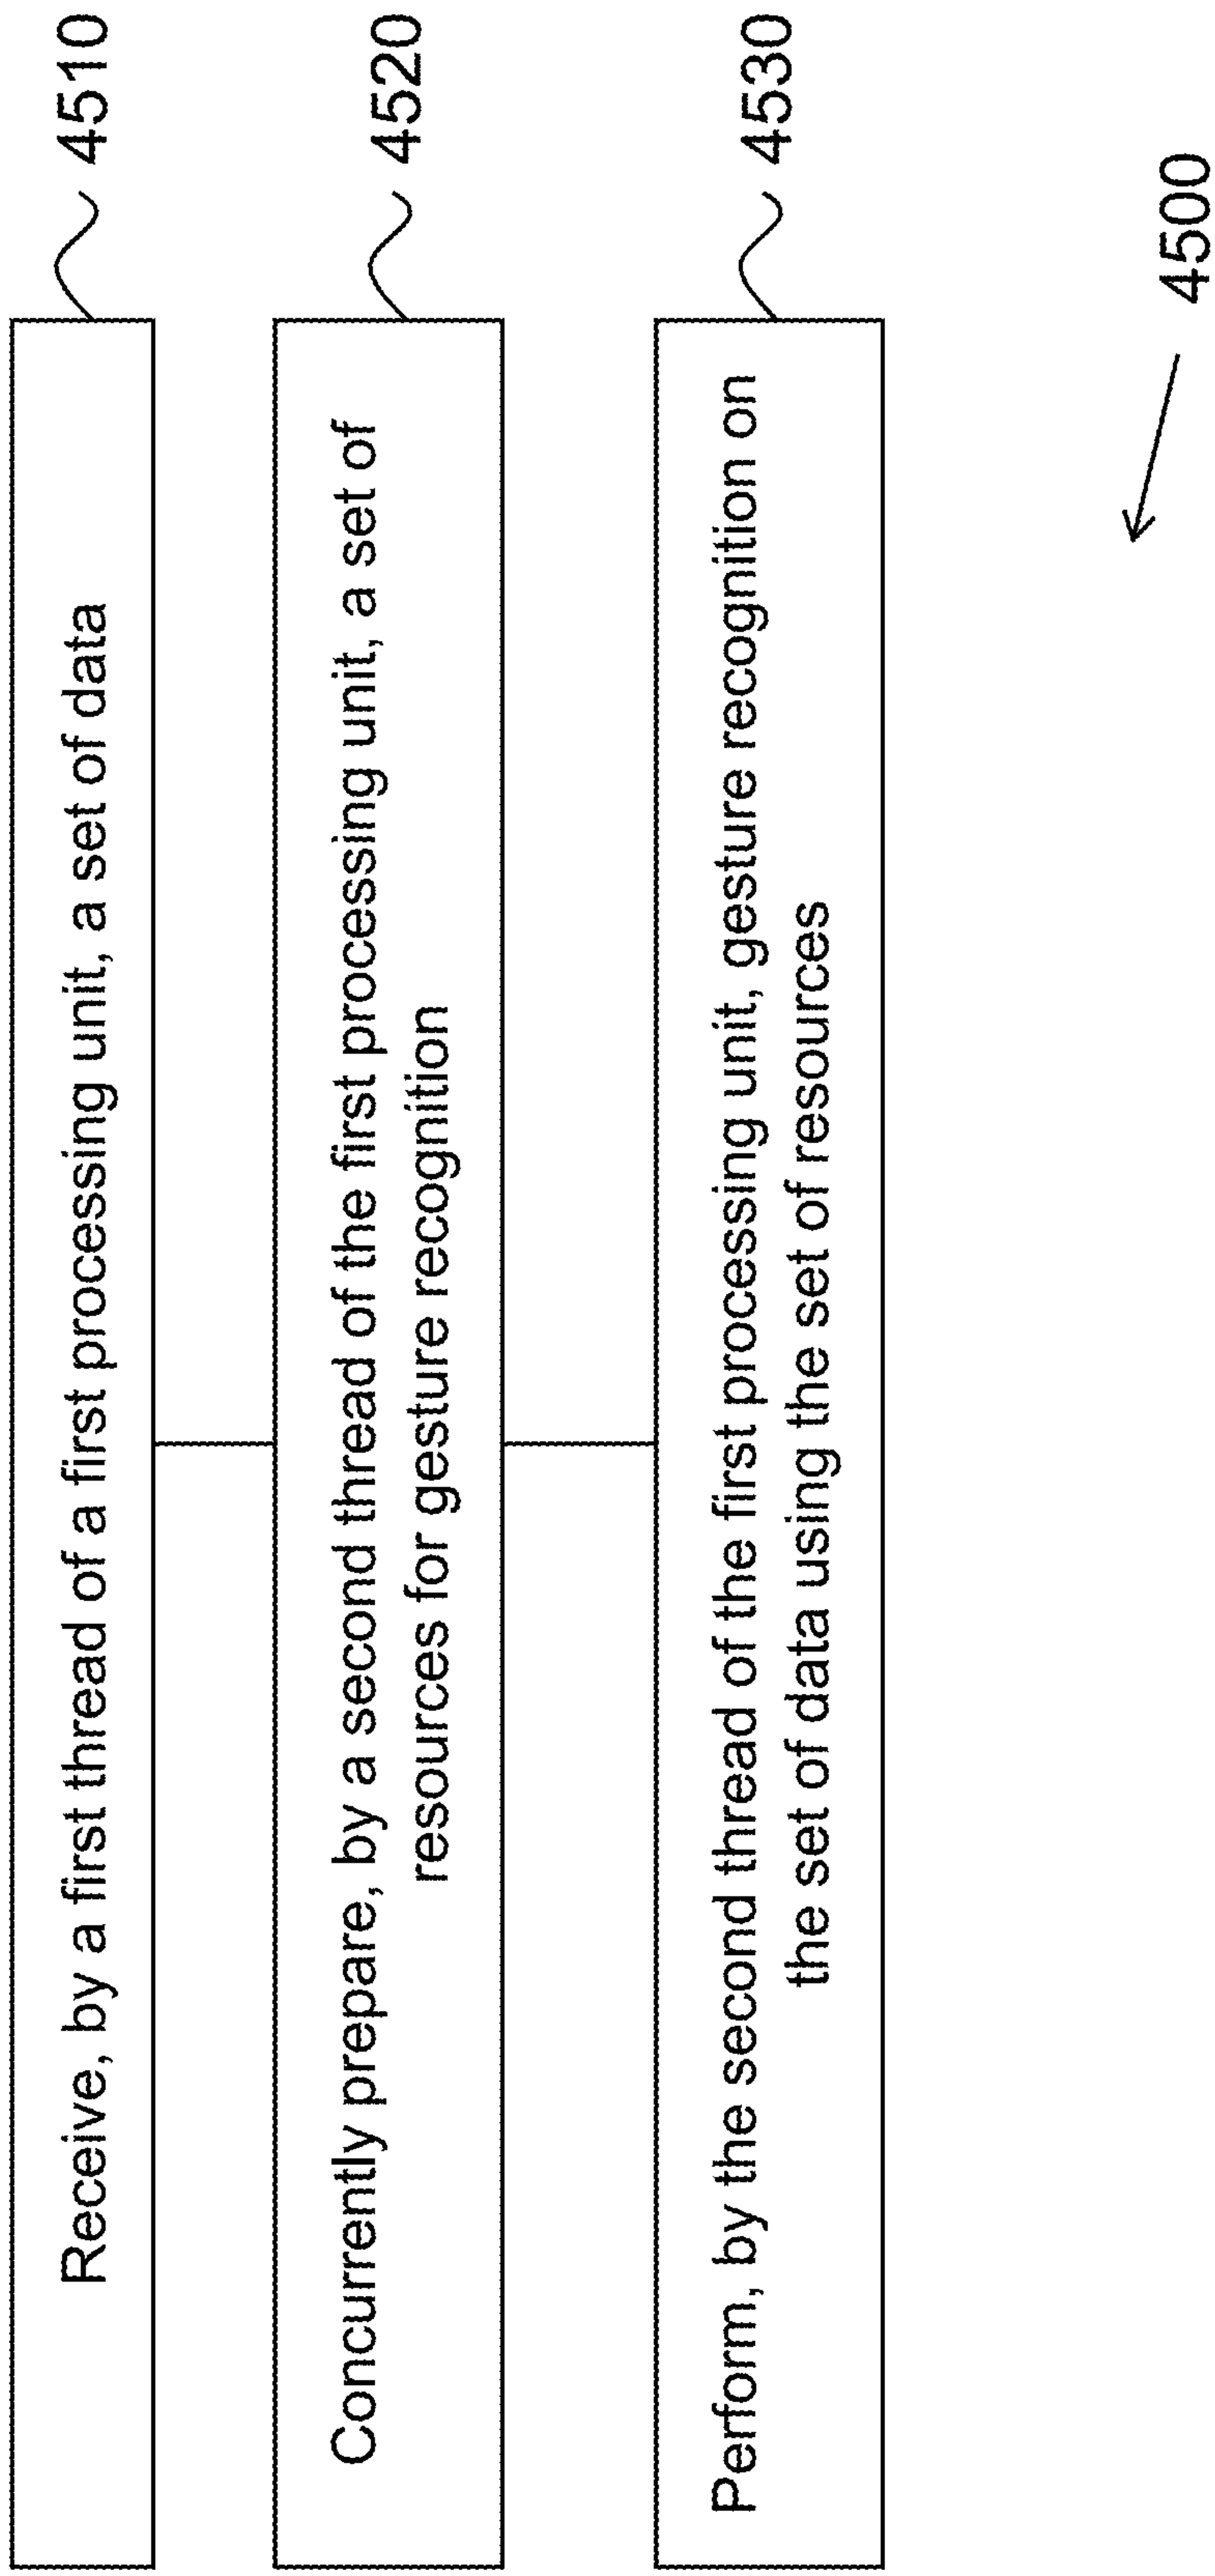 Receive, by a first thread of a first processing unit, a set of data
4510
Concurrently prepare, by a second thread of the first processing unit, a set of
resources for gesture recognition
4520
Perform, by the second thread of the first processing unit, gesture recognition on
the set of data using the set of resources
4530
4500